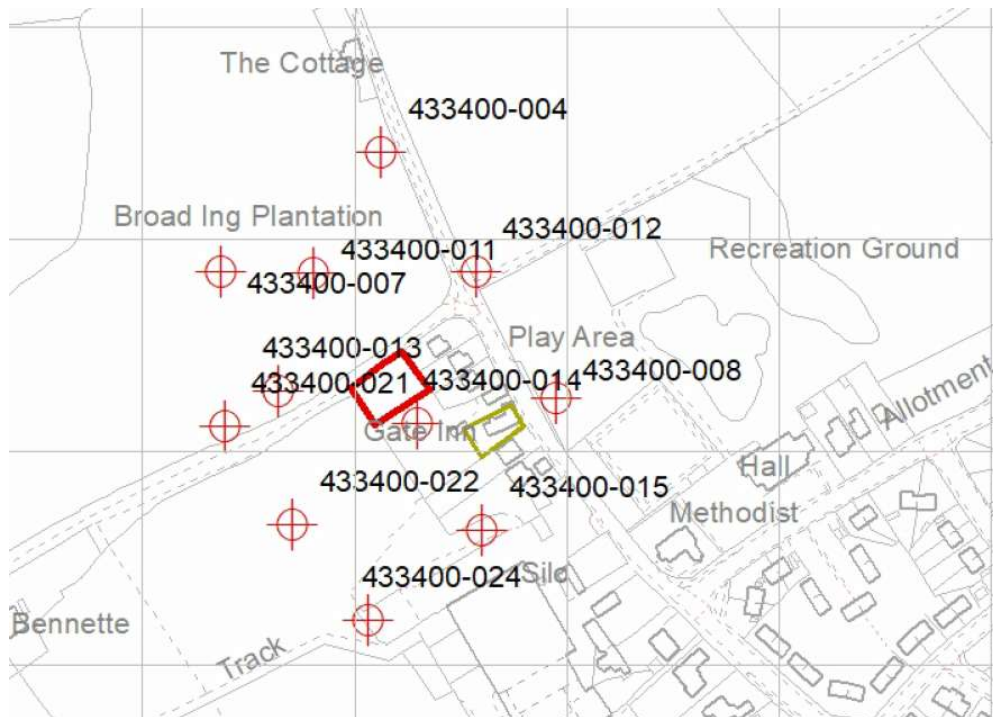 The Cottage
433400-004
Broad Ing Plantation
433400-012
433400-011
Recreation Ground
433400-007
Play Area
433400-013
433400-008
433400-021
433400-014
Allotment
Gate Inn
Hall
433400-022
433400-015
Methodist
433400-024
Silo
Bennette
Track